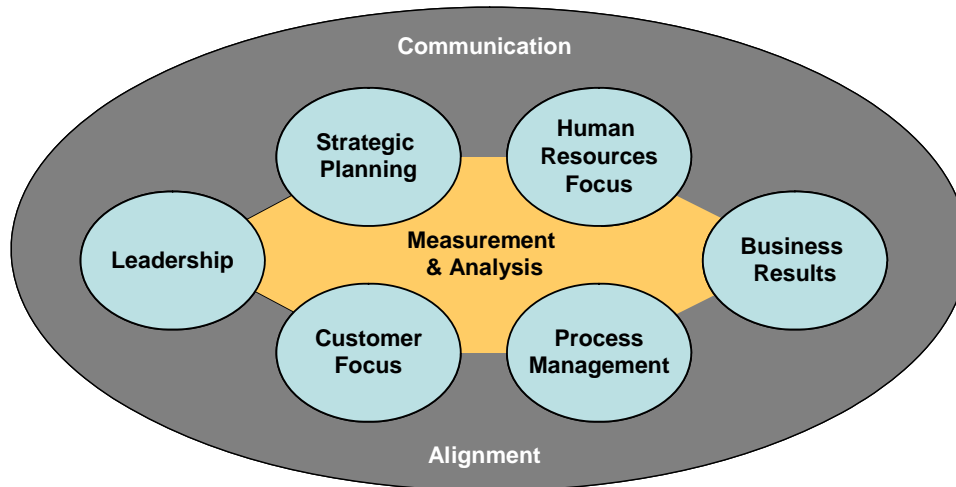 Communication
Strategic
Planning
Human
Resources
Focus
Leadership
Measurement
& Analysis
Business
Results
Customer
Focus
Process
Management
Alignment